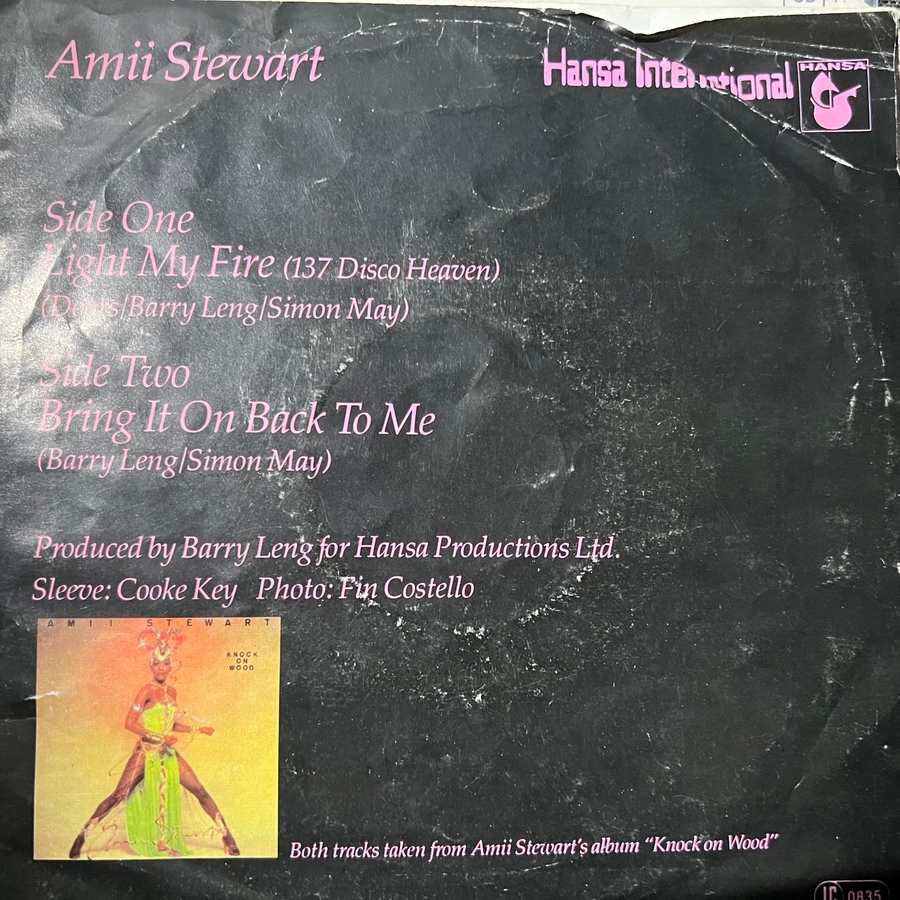 Amii Stewart
Hansa International
HANSA
Side One
Light My Fire (137 Disco Heaven)
(Doors/Barry Leng/Simon May)
Side Two
Bring It On Back To Me
(Barry Leng/Simon May)
Produced by Barry Leng for Hansa Productions Ltd.
Sleeve: Cooke Key Photo: Fin Costello
AMII STEWART
KNOCK
ON
WOOD
Both tracks taken from Amii Stewart's album "Knock on Wood"
LC 0835